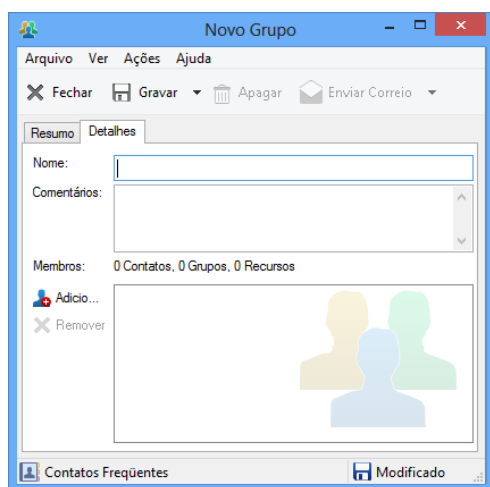 Novo Grupo
Arquivo Ver Ações Ajuda
Fechar Gravar Apagar Enviar Correio
Resumo Detalhes
Nome:
Comentários:
Membros: 0 Contatos, 0 Grupos, 0 Recursos
Adicio...
Remover
Contatos Freqüentes Modificado